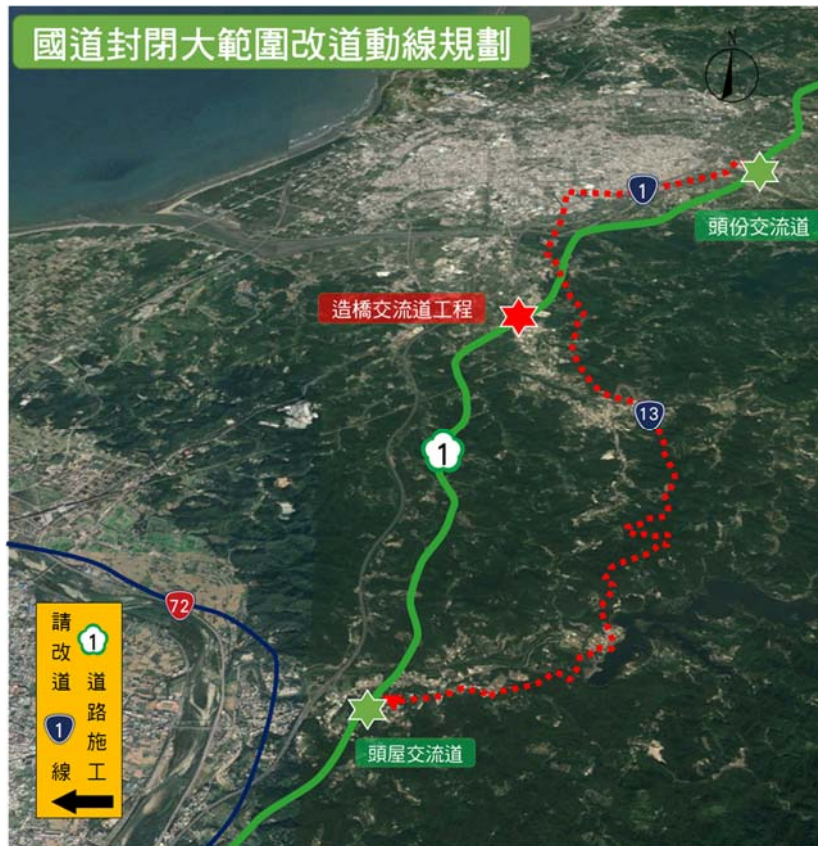 國道封閉大範圍改道動線規劃
N
1
頭份交流道
造橋交流道工程
13
1
72
1 道路施工
請改道 1 線
頭屋交流道